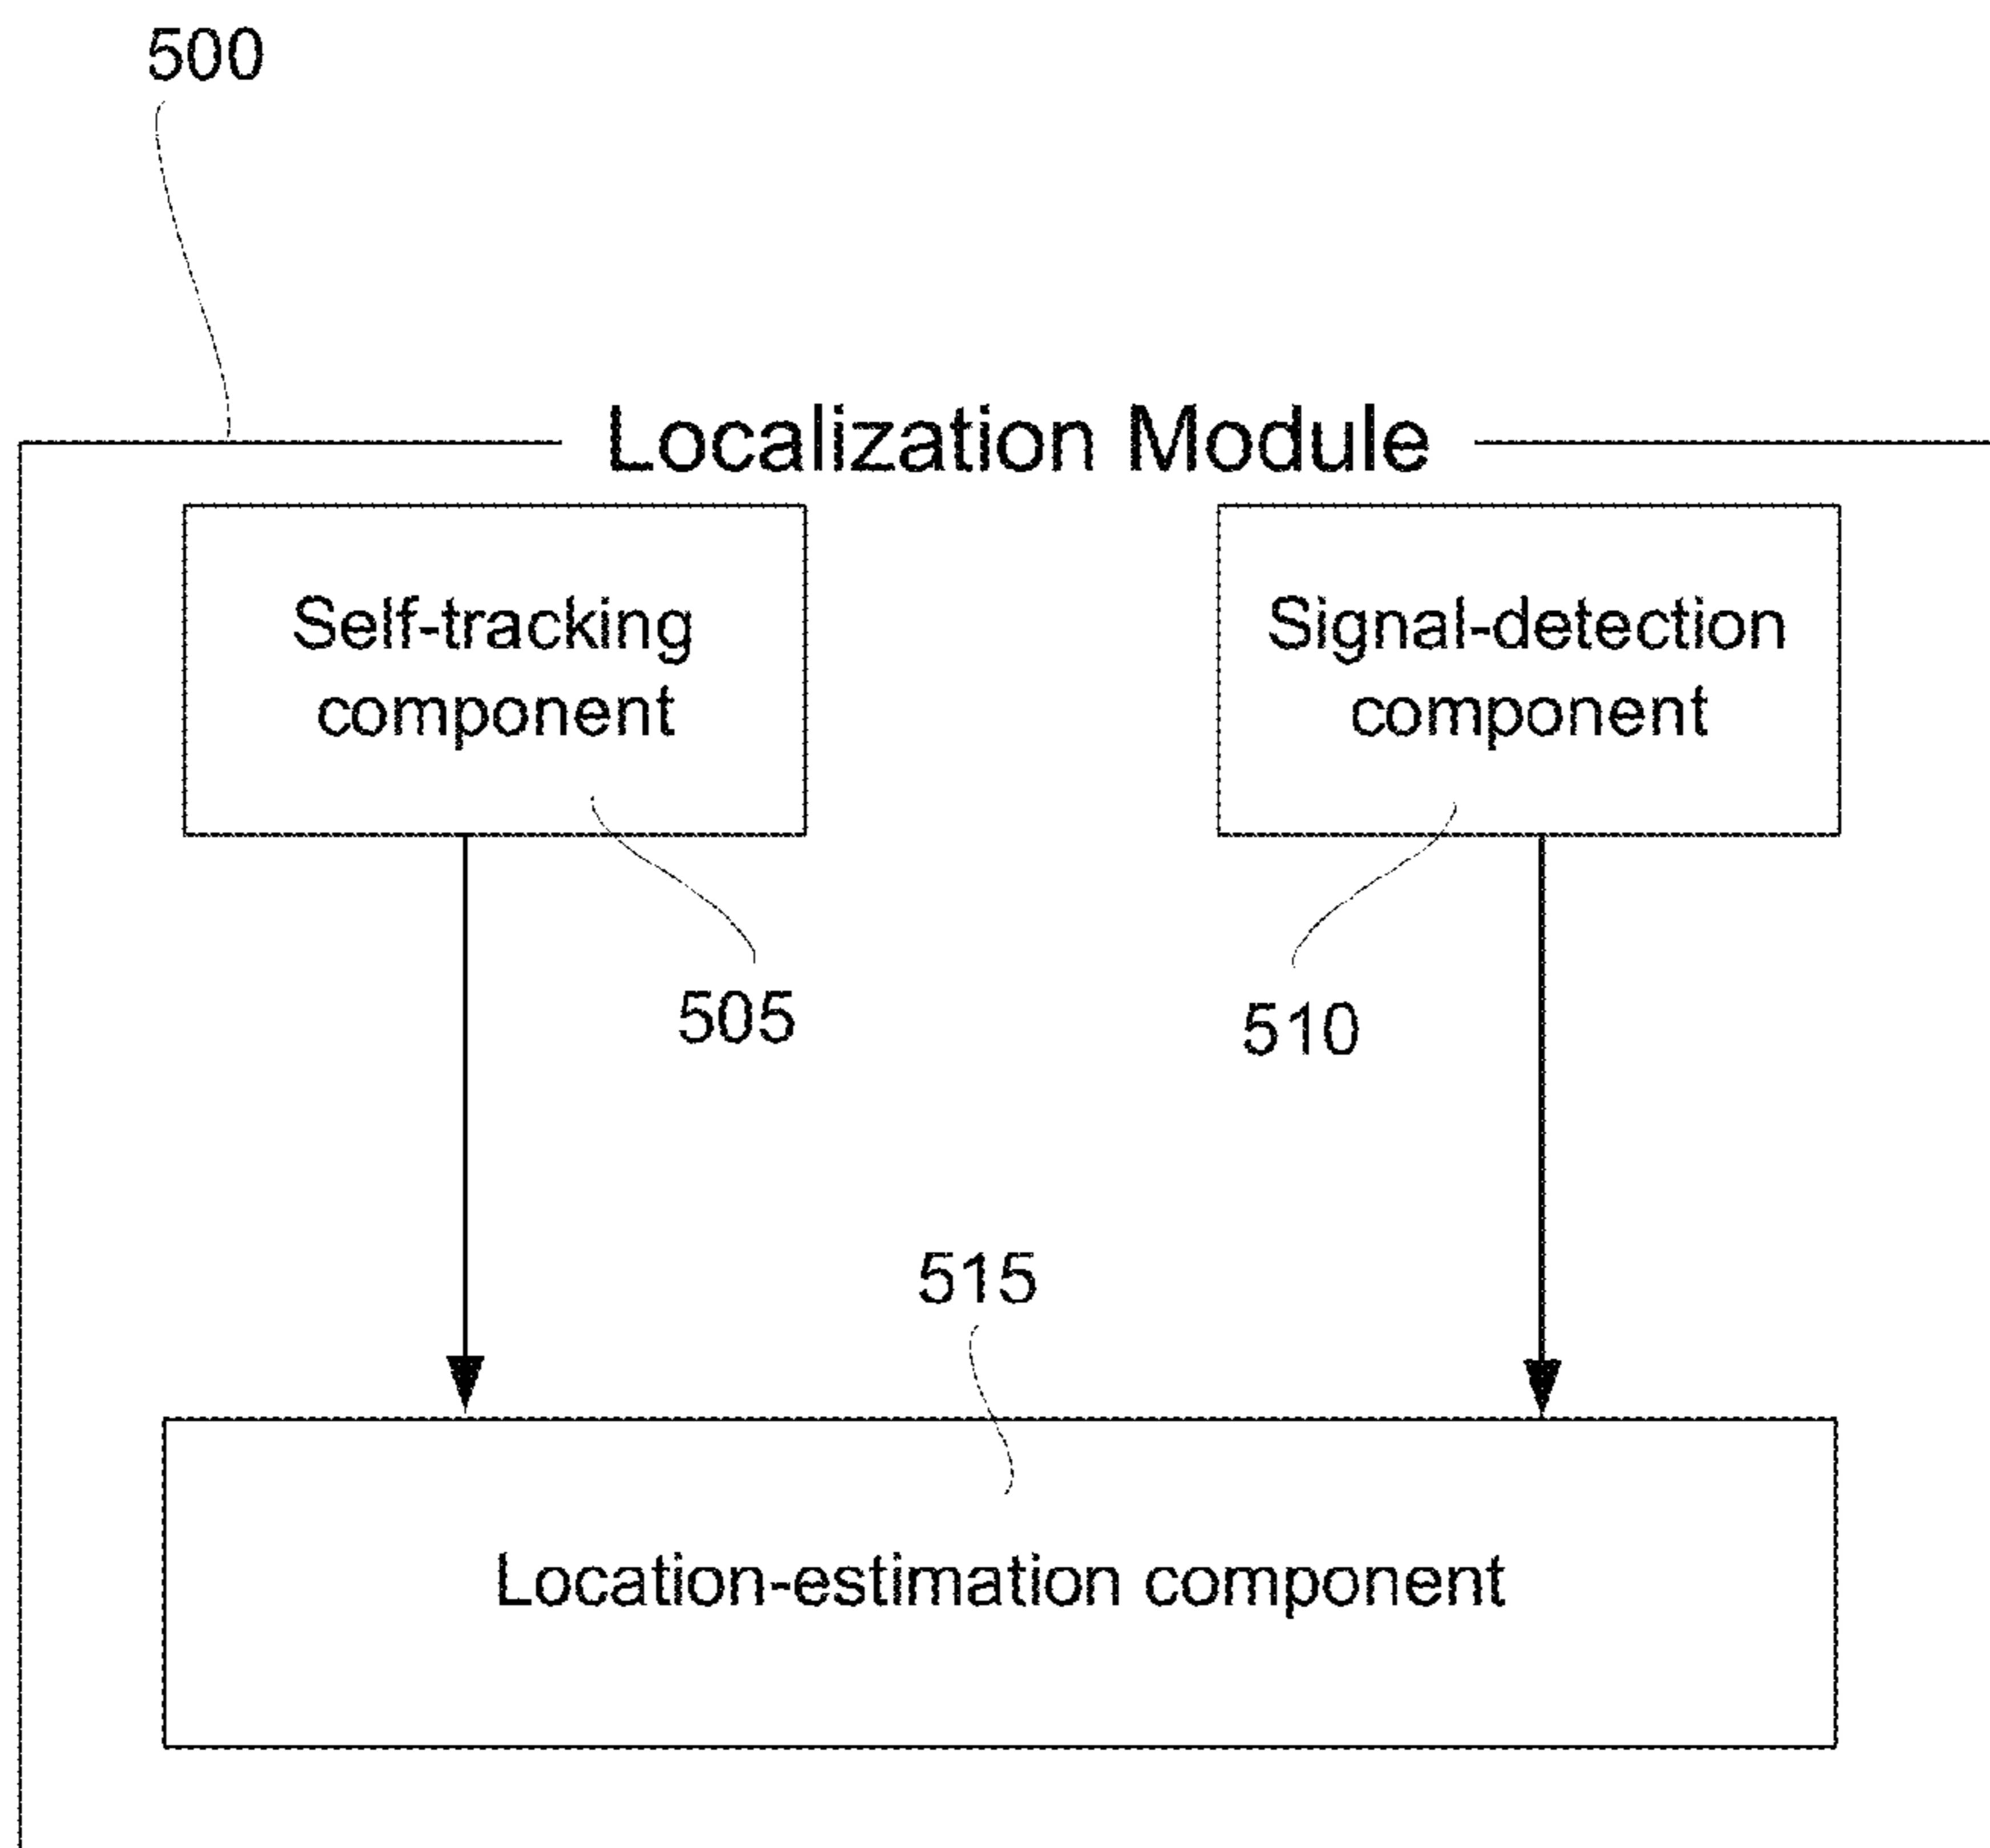 500
Localization Module
Self-tracking
component
Signal-detection
component
505
510
515
Location-estimation component